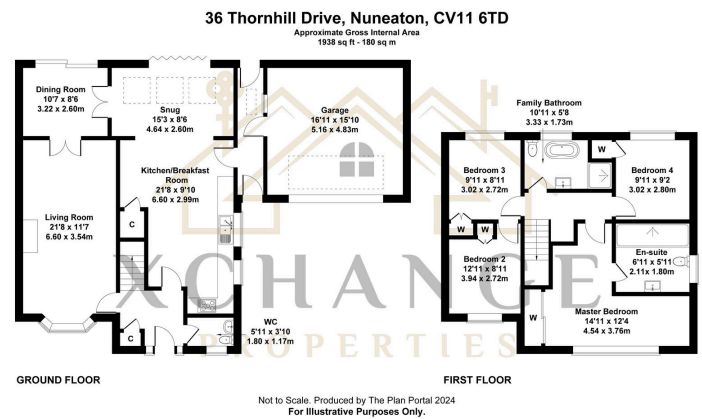 36 Thornhill Drive, Nuneaton, CV11 6TD
Approximate Gross Internal Area
1938 sq ft - 180 sq m
Dining Room
10'7 x 8'6
3.22 x 2.60m
Snug
15'3 x 8'6
4.64 x 2.60m
Garage
16'11 x 15'10
5.16 x 4.83m
Kitchen/Breakfast
Room
21'8 x 9'10
6.60 x 2.99m
Living Room
21'8 x 11'7
6.60 x 3.54m
C
C
WC
5'11 x 3'10
1.80 x 1.17m
Family Bathroom
10'11 x 5'8
3.33 x 1.73m
Bedroom 3
9'11 x 8'11
3.02 x 2.72m
W
Bedroom 4
9'11 x 9'2
3.02 x 2.80m
W
W
Bedroom 2
12'11 x 8'11
3.94 x 2.72m
En-suite
6'11 x 5'11
2.11 x 1.80m
W
Master Bedroom
14'11 x 12'4
4.54 x 3.76m
XCHANGE
PROPERTIES
GROUND FLOOR
FIRST FLOOR
Not to Scale. Produced by The Plan Portal 2024
For Illustrative Purposes Only.